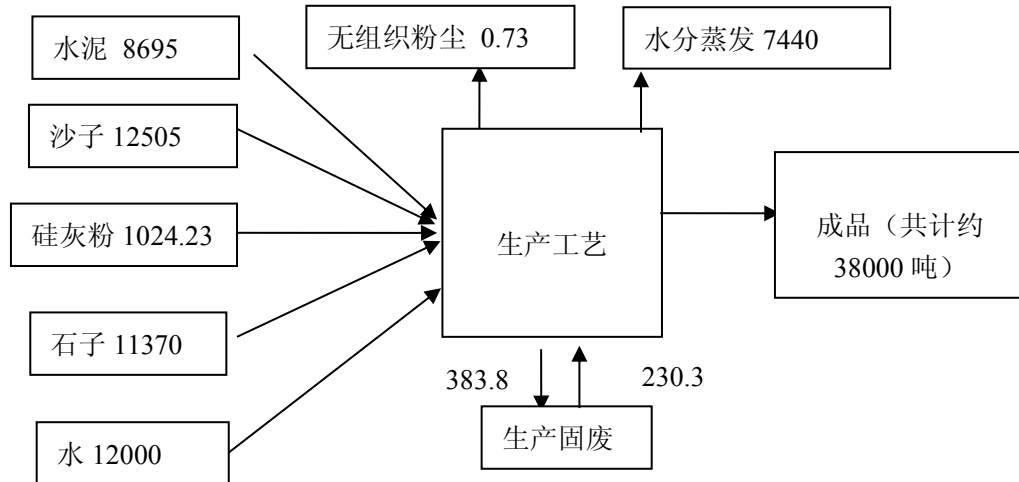 水泥 8695
无组织粉尘 0.73
水分蒸发 7440
沙子 12505
硅灰粉 1024.23
石子 11370
水 12000
生产工艺
成品（共计约
38000 吨）
383.8
230.3
生产固废